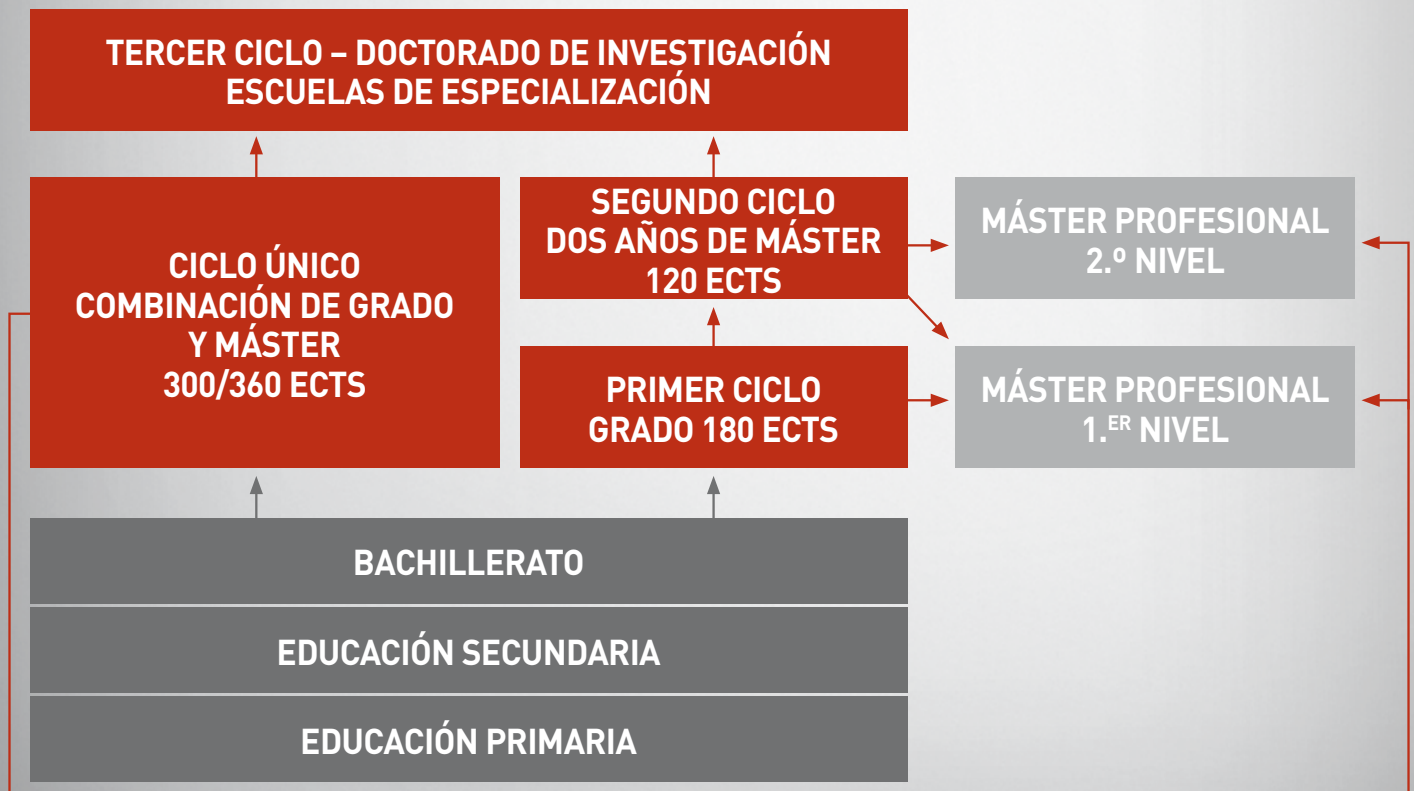 TERCER CICLO – DOCTORADO DE INVESTIGACIÓN
ESCUELAS DE ESPECIALIZACIÓN
CICLO ÚNICO
COMBINACIÓN DE GRADO
Y MÁSTER
300/360 ECTS
SEGUNDO CICLO
DOS AÑOS DE MÁSTER
120 ECTS
MÁSTER PROFESIONAL
2.º NIVEL
PRIMER CICLO
GRADO 180 ECTS
MÁSTER PROFESIONAL
1.ER NIVEL
BACHILLERATO
EDUCACIÓN SECUNDARIA
EDUCACIÓN PRIMARIA